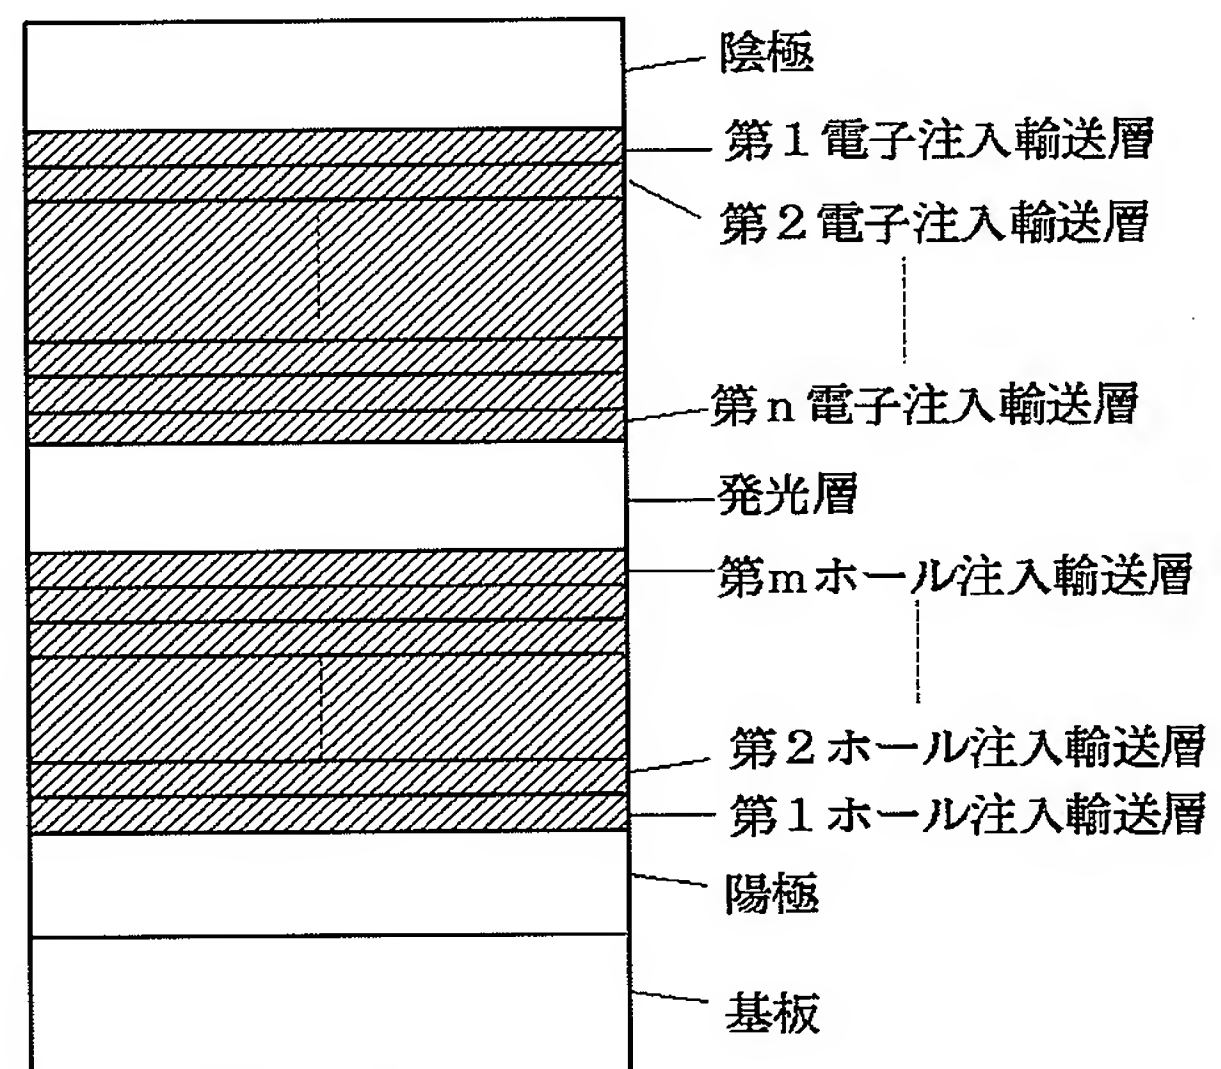 陰極
第１電子注入輸送層
第２電子注入輸送層
第ｎ電子注入輸送層
発光層
第ｍホール注入輸送層
第２ホール注入輸送層
第１ホール注入輸送層
陽極
基板